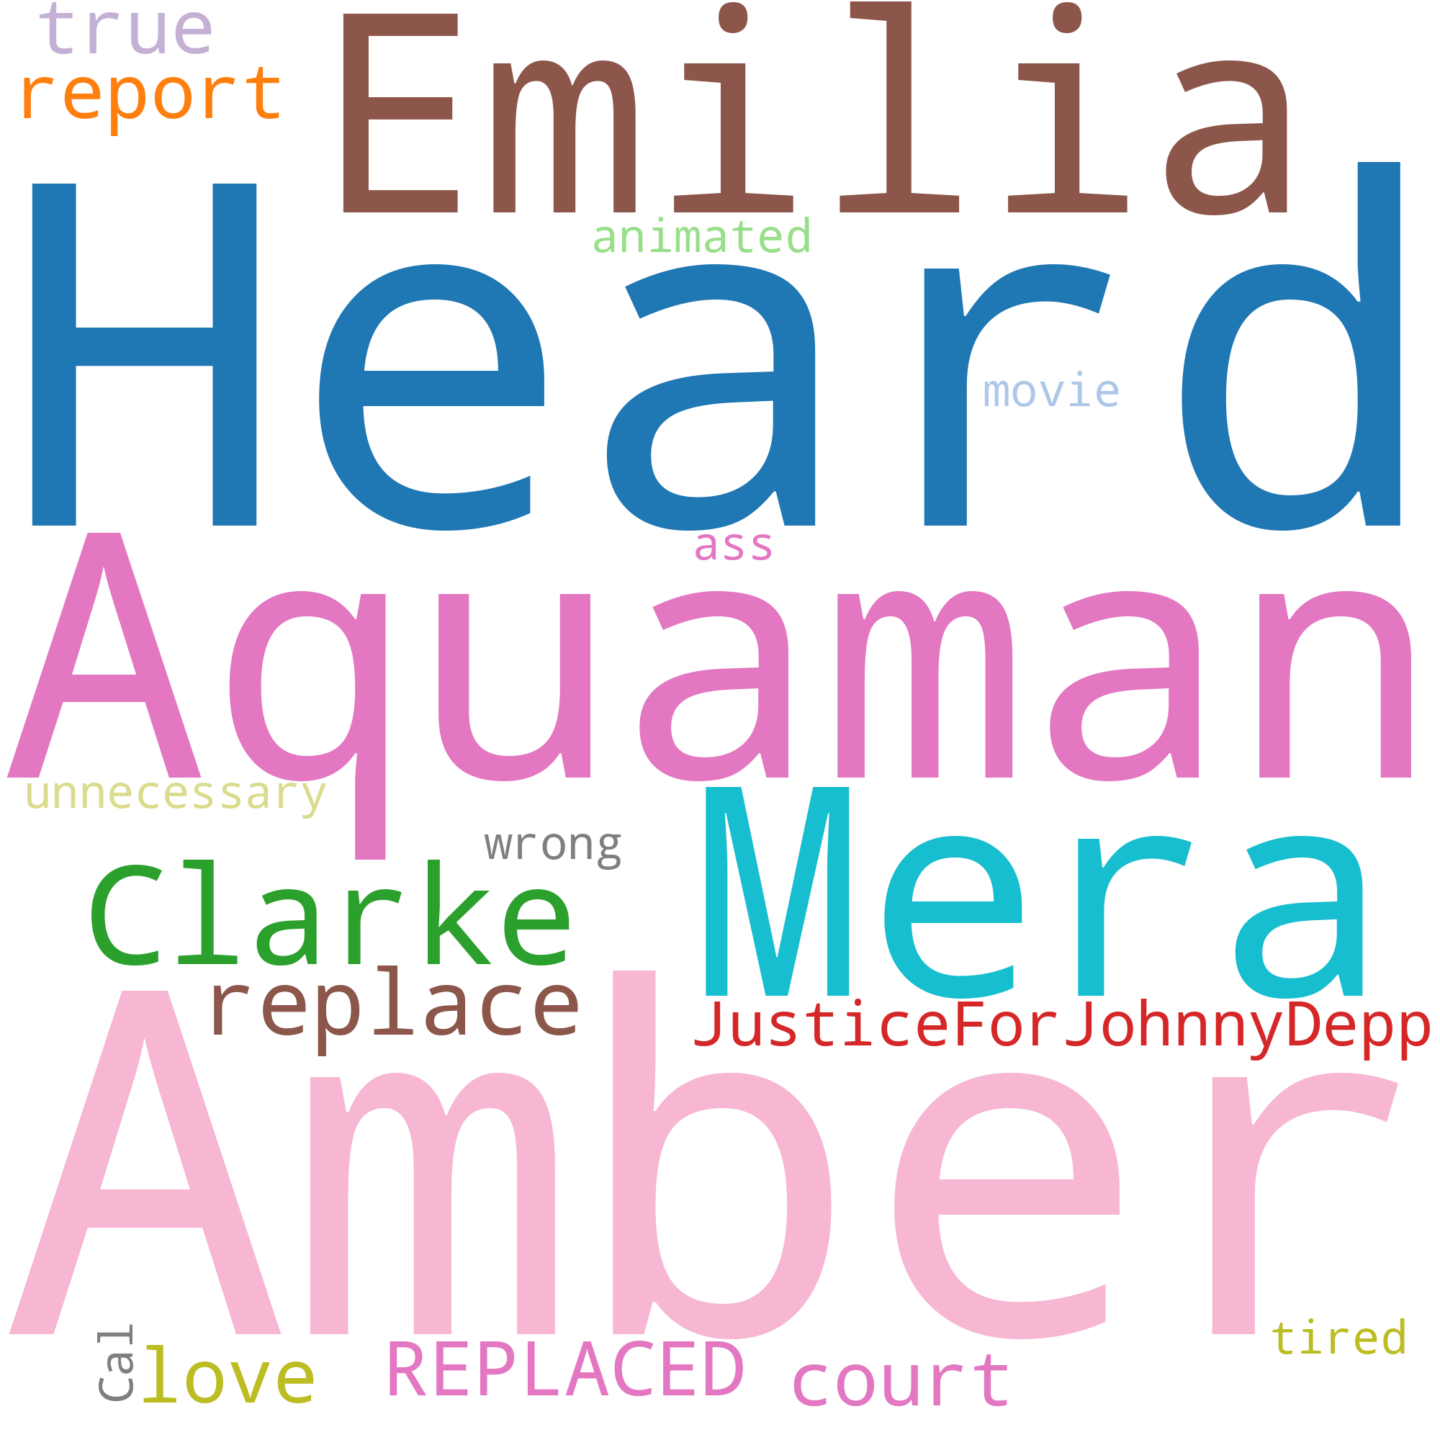 true
Emilia
report
animated
Heard
movie
ass
Aquaman
unnecessary
wrong
Mera
Clarke
replace
JusticeForJohnnyDepp
Amber
Cal
love
REPLACED
court
tired